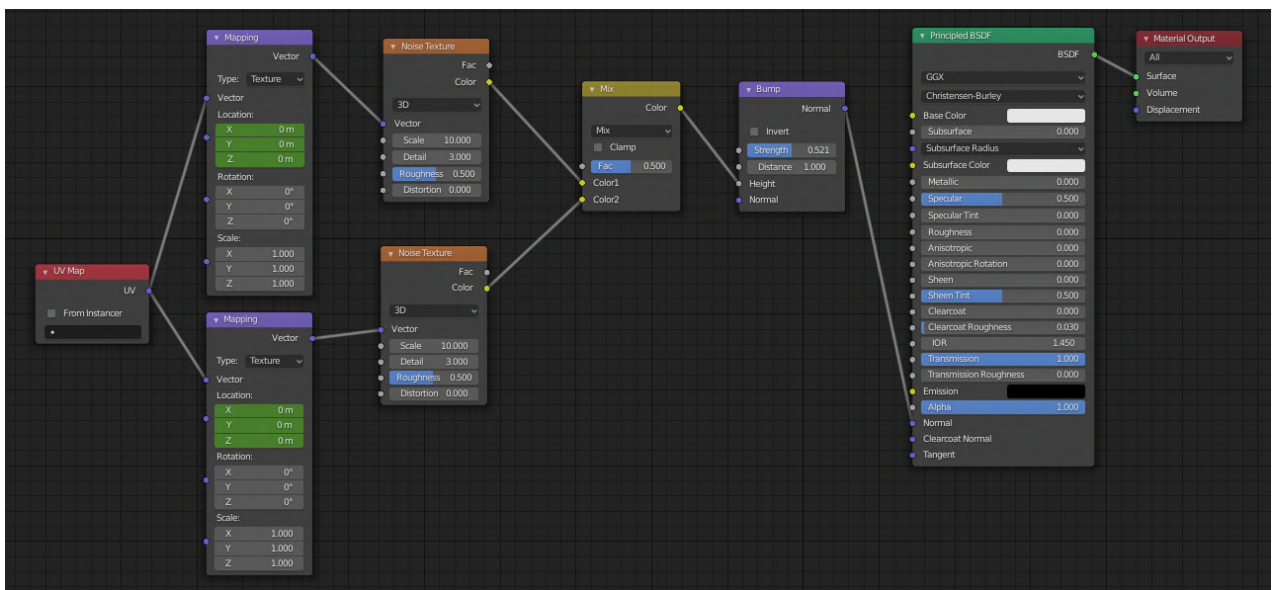 UV Map
UV
From Instancer
Mapping
Vector
Type: Texture
Vector
Location:
X 0 m
Y 0 m
Z 0 m
Rotation:
X 0°
Y 0°
Z 0°
Scale:
X 1.000
Y 1.000
Z 1.000
Mapping
Vector
Type: Texture
Vector
Location:
X 0 m
Y 0 m
Z 0 m
Rotation:
X 0°
Y 0°
Z 0°
Scale:
X 1.000
Y 1.000
Z 1.000
Noise Texture
Fac
Color
3D
Vector
Scale 10.000
Detail 3.000
Roughness 0.500
Distortion 0.000
Noise Texture
Fac
Color
3D
Vector
Scale 10.000
Detail 3.000
Roughness 0.500
Distortion 0.000
Mix
Color
Mix
Clamp
Fac 0.500
Color1
Color2
Bump
Normal
Invert
Strength 0.521
Distance 1.000
Height
Normal
Principled BSDF
BSDF
GGX
Christensen-Burley
Base Color
Subsurface 0.000
Subsurface Radius
Subsurface Color
Metallic 0.000
Specular 0.500
Specular Tint 0.000
Roughness 0.000
Anisotropic 0.000
Anisotropic Rotation 0.000
Sheen 0.000
Sheen Tint 0.500
Clearcoat 0.000
Clearcoat Roughness 0.030
IOR 1.450
Transmission 1.000
Transmission Roughness 0.000
Emission
Alpha 1.000
Normal
Clearcoat Normal
Tangent
Material Output
All
Surface
Volume
Displacement